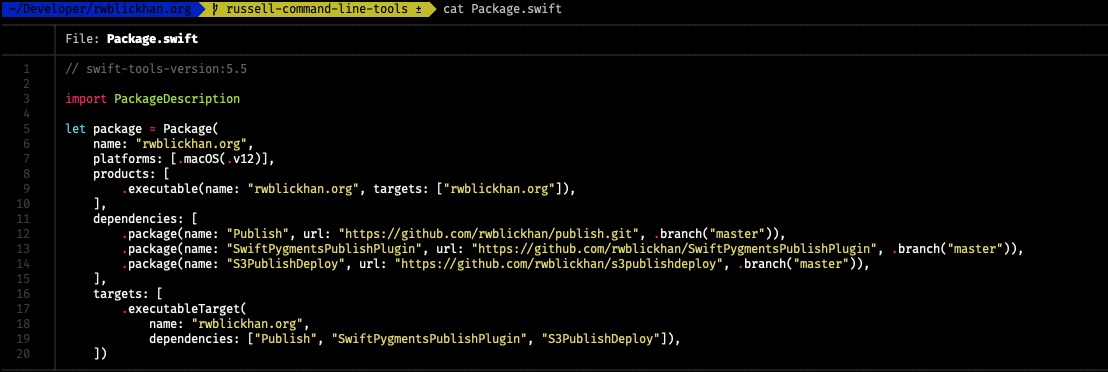 ~/Developer/rwblickhan.org russell-command-line-tools ± cat Package.swift
File: Package.swift
1 // swift-tools-version:5.5
2
3 import PackageDescription
4
5 let package = Package(
6     name: "rwblickhan.org",
7     platforms: [.macOS(.v12)],
8     products: [
9         .executable(name: "rwblickhan.org", targets: ["rwblickhan.org"]),
10     ],
11     dependencies: [
12         .package(name: "Publish", url: "https://github.com/rwblickhan/publish.git", .branch("master")),
13         .package(name: "SwiftPygmentsPublishPlugin", url: "https://github.com/rwblickhan/SwiftPygmentsPublishPlugin", .branch("master")),
14         .package(name: "S3PublishDeploy", url: "https://github.com/rwblickhan/s3publishdeploy", .branch("master")),
15     ],
16     targets: [
17         .executableTarget(
18             name: "rwblickhan.org",
19             dependencies: ["Publish", "SwiftPygmentsPublishPlugin", "S3PublishDeploy"]),
20     ])